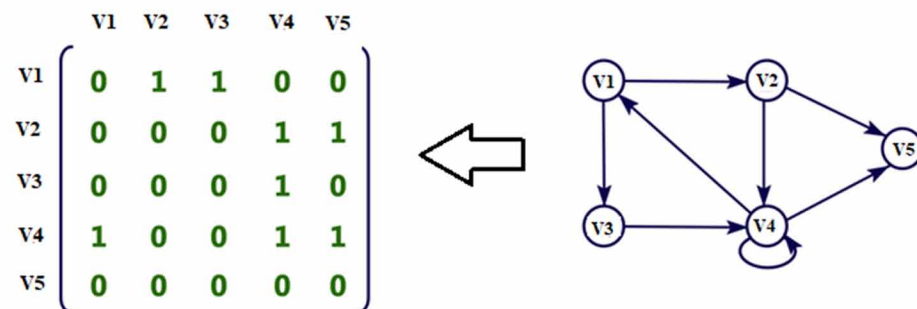 V1 V2 V3 V4 V5
V1 0 1 1 0 0
V2 0 0 0 1 1
V3 0 0 0 1 0
V4 1 0 0 1 1
V5 0 0 0 0 0
V1 V2
V5
V3 V4